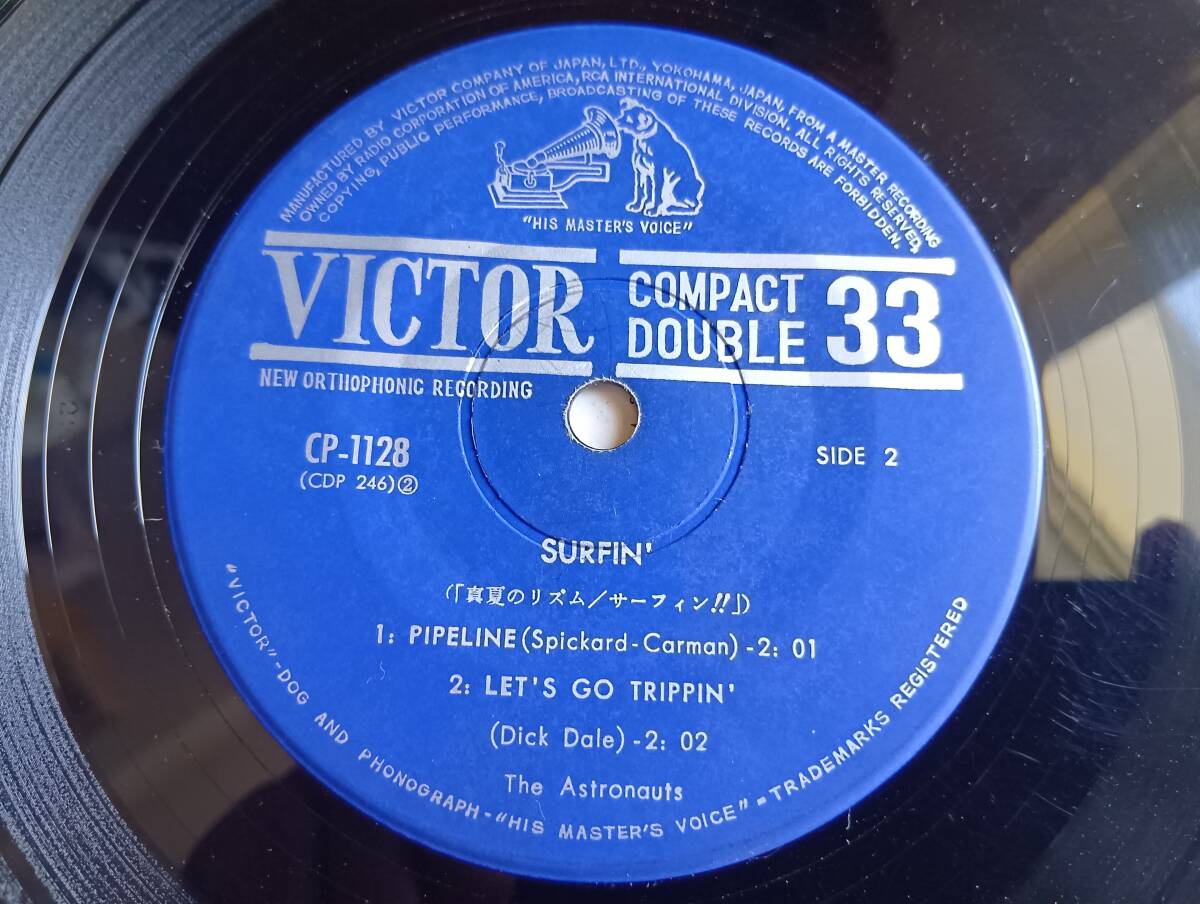 MANUFACTURED BY VICTOR COMPANY OF JAPAN, LTD., YOKOHAMA, JAPAN, FROM A MASTER RECORDING
OWNED BY RADIO CORPORATION OF AMERICA, RCA INTERNATIONAL DIVISION. ALL RIGHTS RESERVED,
COPYING, PUBLIC PERFORMANCE, BROADCASTING OF THESE RECORDS ARE FORBIDDEN.
"HIS MASTER'S VOICE"
VICTOR
COMPACT
DOUBLE 33
NEW ORTHOPHONIC RECORDING
CP-1128
(CDP 246)②
SIDE 2
SURFIN'
(「真夏のリズム/サーフィン!!」)
1: PIPELINE (Spickard-Carman) -2: 01
2: LET'S GO TRIPPIN'
(Dick Dale) -2: 02
The Astronauts
"VICTOR"-DOG AND PHONOGRAPH-"HIS MASTER'S VOICE"-TRADEMARKS REGISTERED